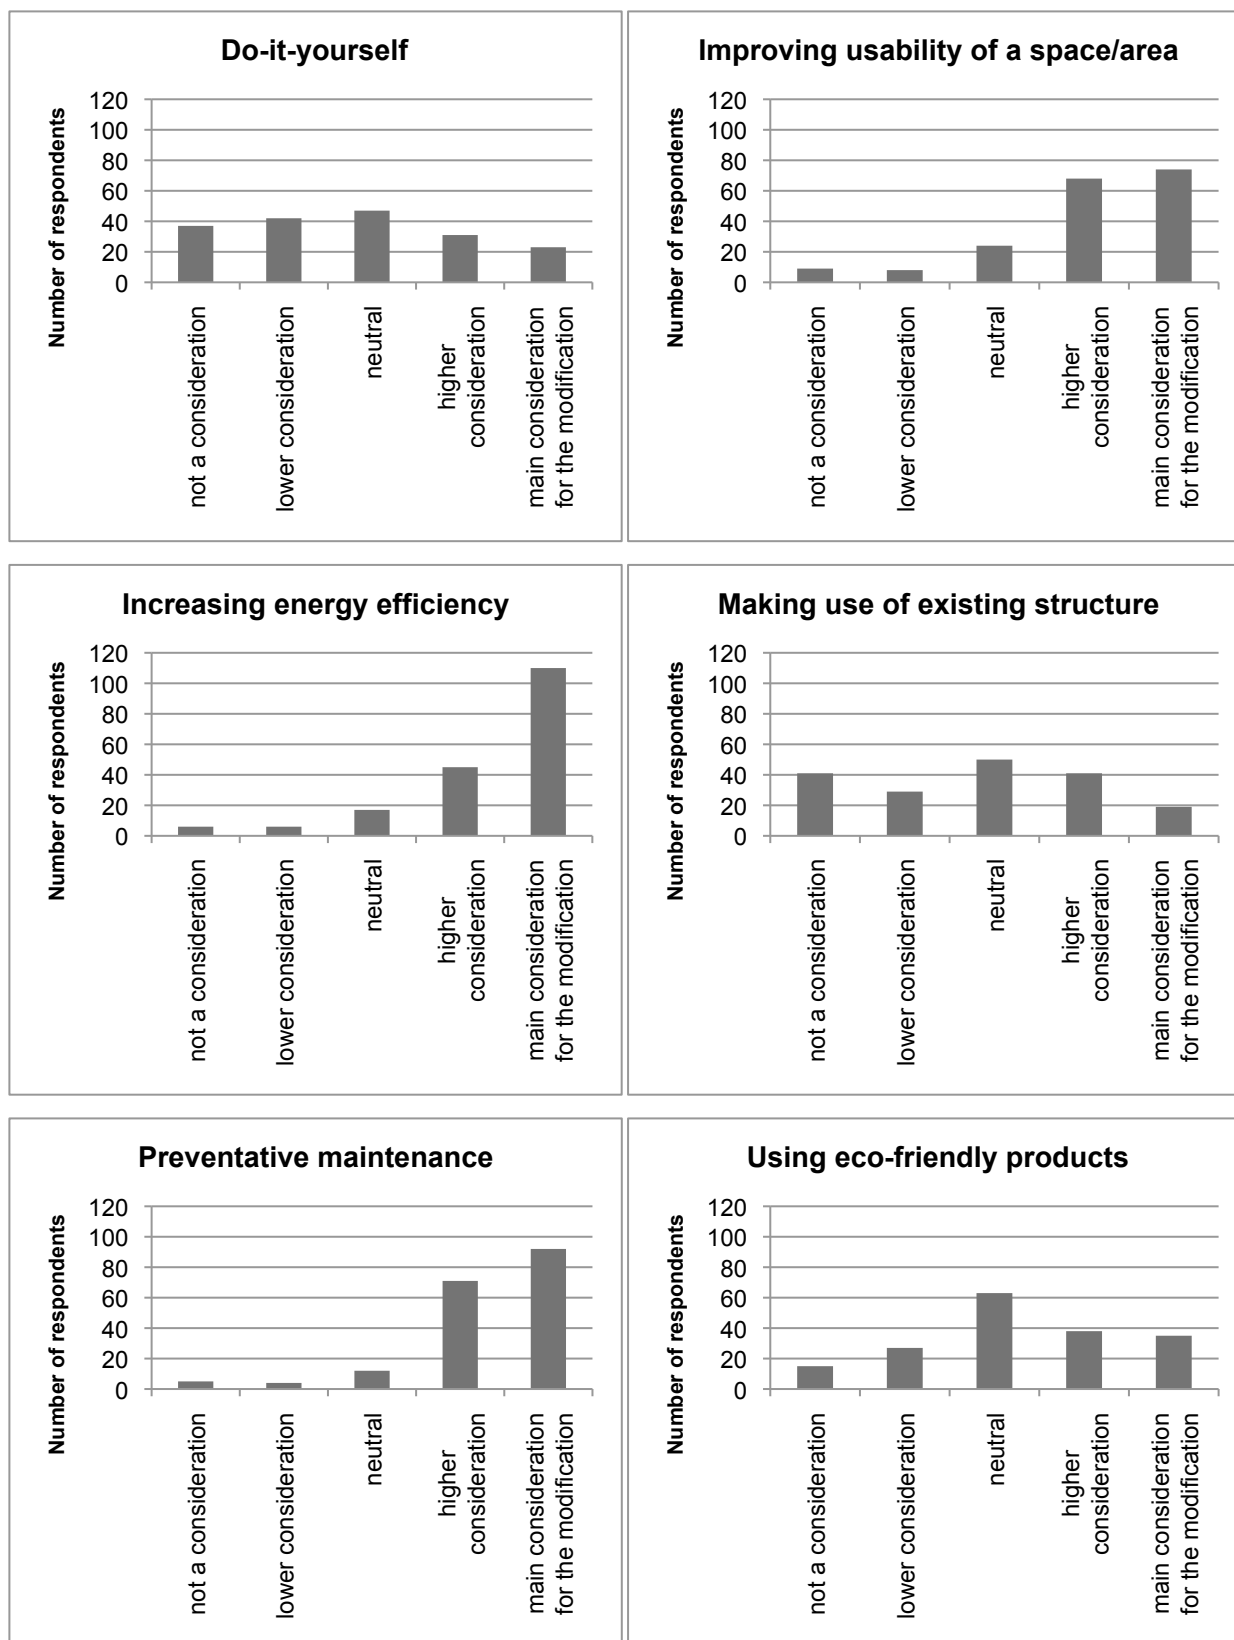 Do-it-yourself
Number of respondents
120
100
80
60
40
20
0
not a consideration
lower consideration
neutral
higher
consideration
main consideration
for the modification
Improving usability of a space/area
Number of respondents
120
100
80
60
40
20
0
not a consideration
lower consideration
neutral
higher
consideration
main consideration
for the modification
Increasing energy efficiency
Number of respondents
120
100
80
60
40
20
0
not a consideration
lower consideration
neutral
higher
consideration
main consideration
for the modification
Making use of existing structure
Number of respondents
120
100
80
60
40
20
0
not a consideration
lower consideration
neutral
higher
consideration
main consideration
for the modification
Preventative maintenance
Number of respondents
120
100
80
60
40
20
0
not a consideration
lower consideration
neutral
higher
consideration
main consideration
for the modification
Using eco-friendly products
Number of respondents
120
100
80
60
40
20
0
not a consideration
lower consideration
neutral
higher
consideration
main consideration
for the modification